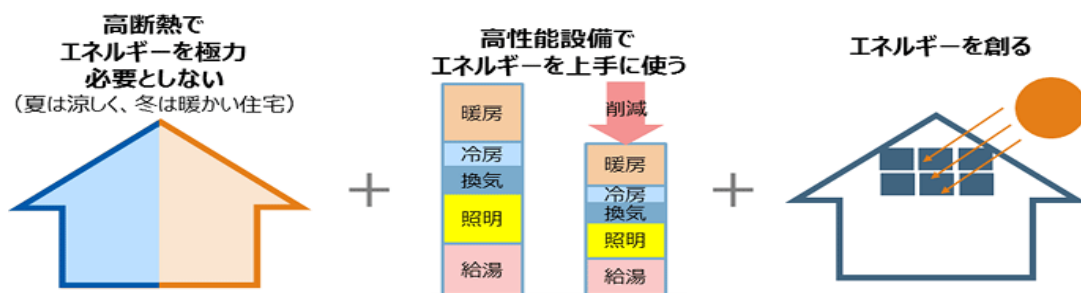 高断熱で
エネルギーを極力
必要としない
（夏は涼しく、冬は暖かい住宅）
高性能設備で
エネルギーを上手に使う
暖房
冷房
換気
照明
給湯
削減
暖房
冷房
換気
照明
給湯
エネルギーを創る